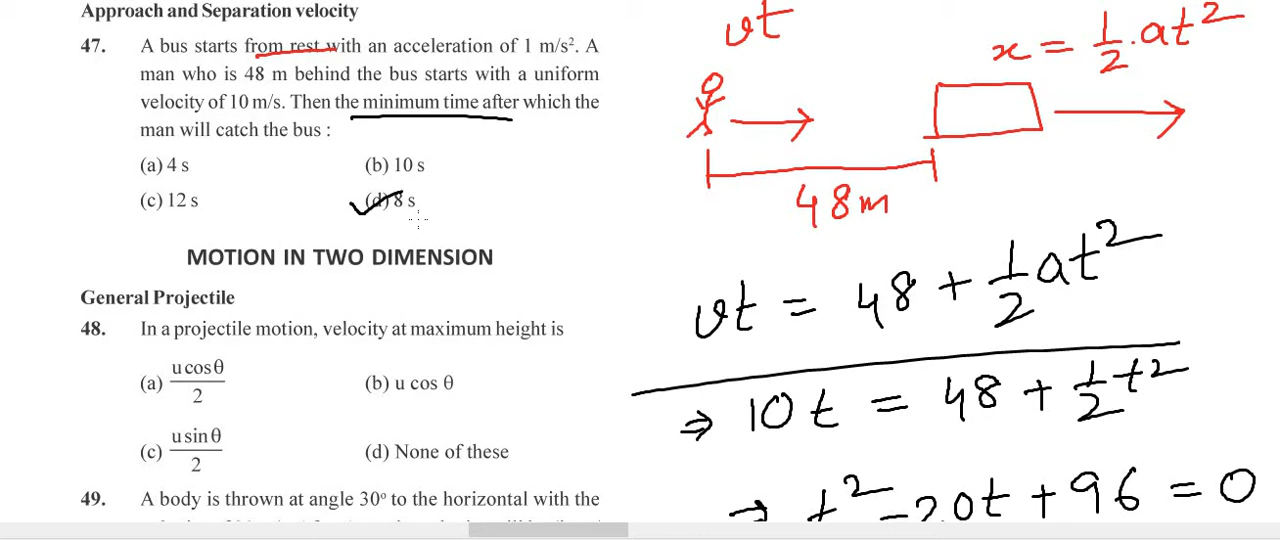 Approach and Separation velocity
47. A bus starts from rest with an acceleration of 1 m/s². A
man who is 48 m behind the bus starts with a uniform
velocity of 10 m/s. Then the minimum time after which the
man will catch the bus :
(a) 4 s (b) 10 s
(c) 12 s (d) 8 s
MOTION IN TWO DIMENSION
General Projectile
48. In a projectile motion, velocity at maximum height is
(a) u cosθ / 2 (b) u cos θ
(c) u sinθ / 2 (d) None of these
49. A body is thrown at angle 30° to the horizontal with the
vt
x = 1/2 . at²
48m
vt = 48 + 1/2 at²
⇒ 10t = 48 + 1/2 t²
⇒ t² - 20t + 96 = 0